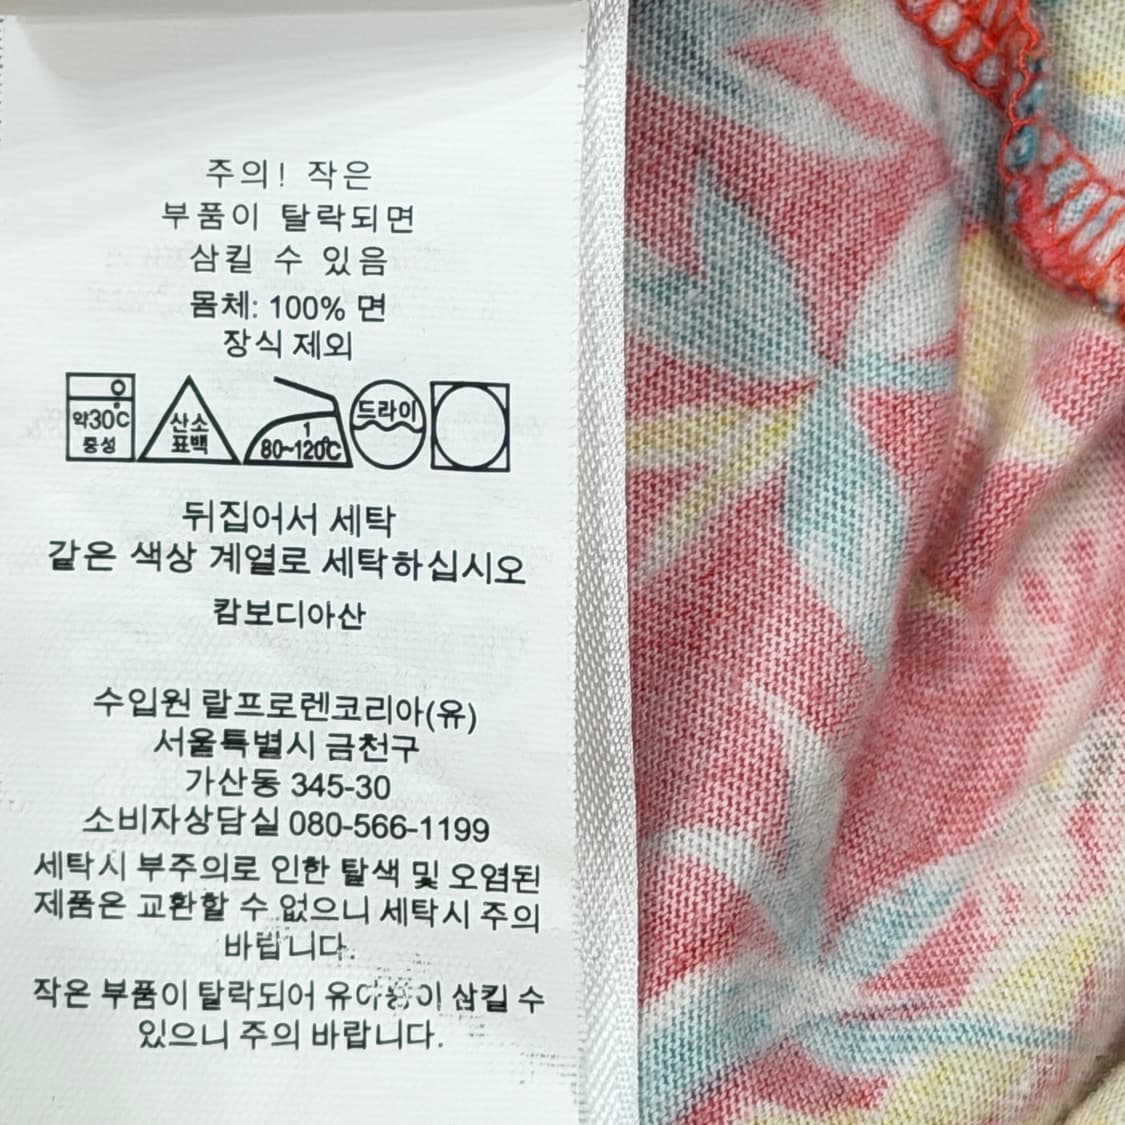 주의! 작은
부품이 탈락되면
삼킬 수 있음
몸체: 100% 면
장식 제외
약30℃
중성
산소
표백
1
80~120℃
드라이
뒤집어서 세탁
같은 색상 계열로 세탁하십시오
캄보디아산
수입원 랄프로렌코리아(유)
서울특별시 금천구
가산동 345-30
소비자상담실 080-566-1199
세탁시 부주의로 인한 탈색 및 오염된
제품은 교환할 수 없으니 세탁시 주의
바랍니다.
작은 부품이 탈락되어 삼킬 수
있으니 주의 바랍니다.